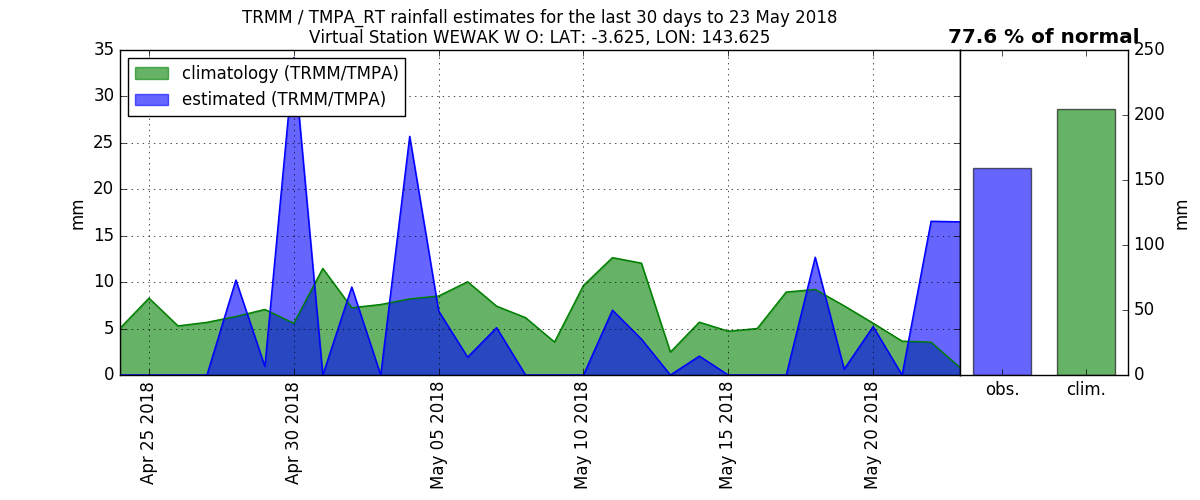 TRMM / TMPA_RT rainfall estimates for the last 30 days to 23 May 2018
Virtual Station WEWAK W O: LAT: -3.625, LON: 143.625
77.6 % of normal
climatology (TRMM/TMPA)
estimated (TRMM/TMPA)
35
30
25
20
15
10
5
0
mm
Apr 25 2018
Apr 30 2018
May 05 2018
May 10 2018
May 15 2018
May 20 2018
250
200
150
100
50
0
mm
obs.
clim.